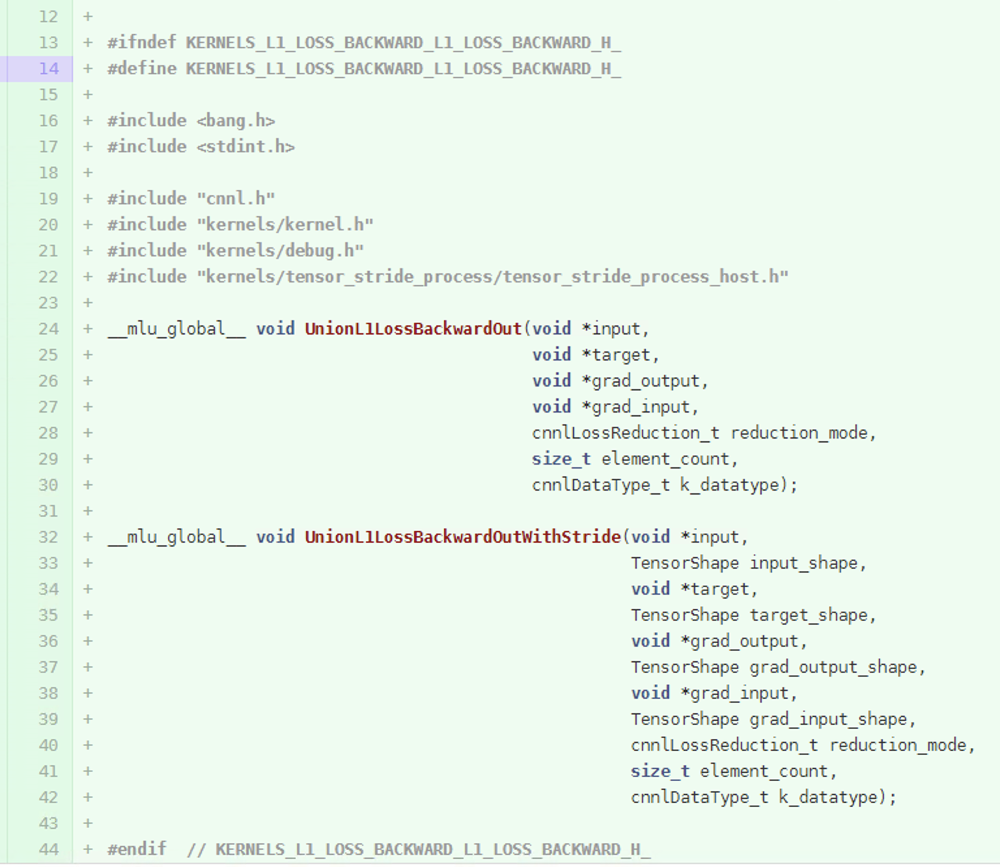 12 +
13 + #ifndef KERNELS_L1_LOSS_BACKWARD_L1_LOSS_BACKWARD_H_
14 + #define KERNELS_L1_LOSS_BACKWARD_L1_LOSS_BACKWARD_H_
15 +
16 + #include <bang.h>
17 + #include <stdint.h>
18 +
19 + #include "cnnl.h"
20 + #include "kernels/kernel.h"
21 + #include "kernels/debug.h"
22 + #include "kernels/tensor_stride_process/tensor_stride_process_host.h"
23 +
24 + __mlu_global__ void UnionL1LossBackwardOut(void *input,
25 +                                            void *target,
26 +                                            void *grad_output,
27 +                                            void *grad_input,
28 +                                            cnnlLossReduction_t reduction_mode,
29 +                                            size_t element_count,
30 +                                            cnnlDataType_t k_datatype);
31 +
32 + __mlu_global__ void UnionL1LossBackwardOutWithStride(void *input,
33 +                                                      TensorShape input_shape,
34 +                                                      void *target,
35 +                                                      TensorShape target_shape,
36 +                                                      void *grad_output,
37 +                                                      TensorShape grad_output_shape,
38 +                                                      void *grad_input,
39 +                                                      TensorShape grad_input_shape,
40 +                                                      cnnlLossReduction_t reduction_mode,
41 +                                                      size_t element_count,
42 +                                                      cnnlDataType_t k_datatype);
43 +
44 + #endif  // KERNELS_L1_LOSS_BACKWARD_L1_LOSS_BACKWARD_H_